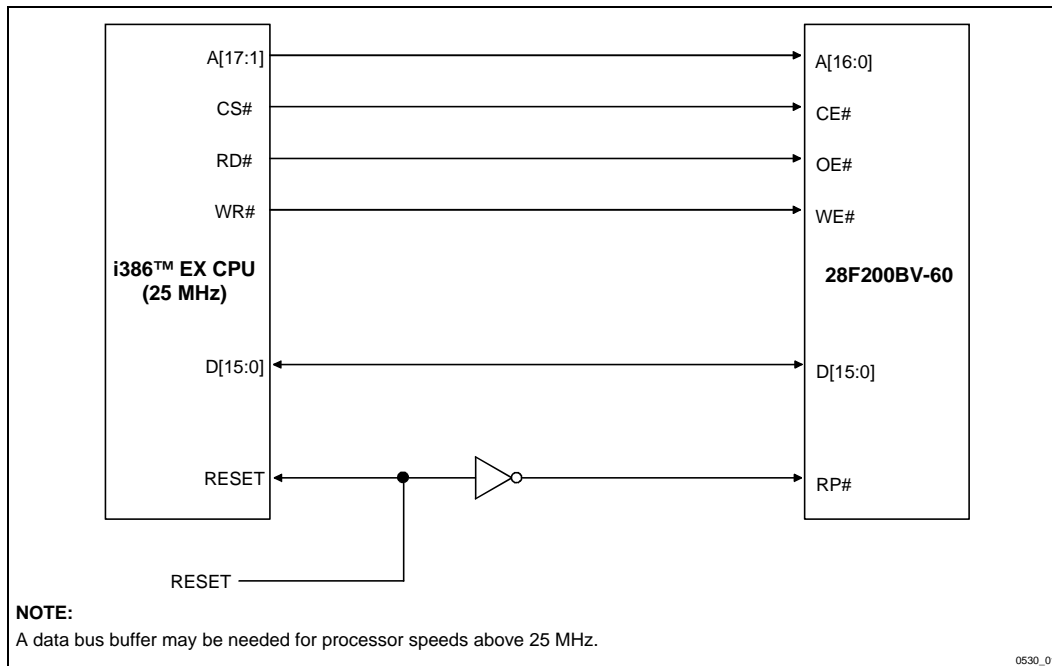 A[17:1]
A[16:0]
CS#
CE#
RD#
OE#
WR#
WE#
i386™ EX CPU
(25 MHz)
28F200BV-60
D[15:0]
D[15:0]
RESET
RP#
RESET
NOTE:
A data bus buffer may be needed for processor speeds above 25 MHz.